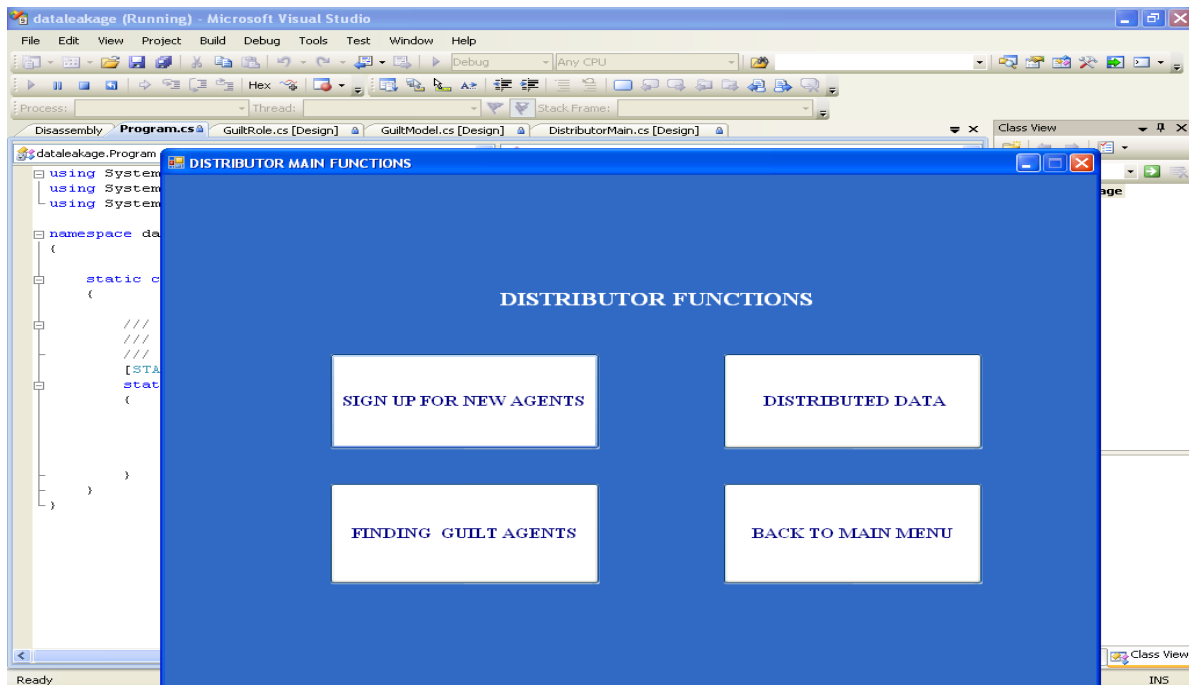 dataleakage (Running) - Microsoft Visual Studio
File Edit View Project Build Debug Tools Test Window Help
Debug Any CPU
Hex
Process: Thread: Stack Frame:
Disassembly Program.cs GuiltRole.cs [Design] GuiltModel.cs [Design] DistributorMain.cs [Design] Class View
dataleakage.Program
DISTRIBUTOR MAIN FUNCTIONS
using System
using System
using System
age
namespace da
{
static c
{
DISTRIBUTOR FUNCTIONS
///
///
///
[STA
stat
{
SIGN UP FOR NEW AGENTS DISTRIBUTED DATA
}
}
}
FINDING GUILT AGENTS BACK TO MAIN MENU
Class View
Ready INS